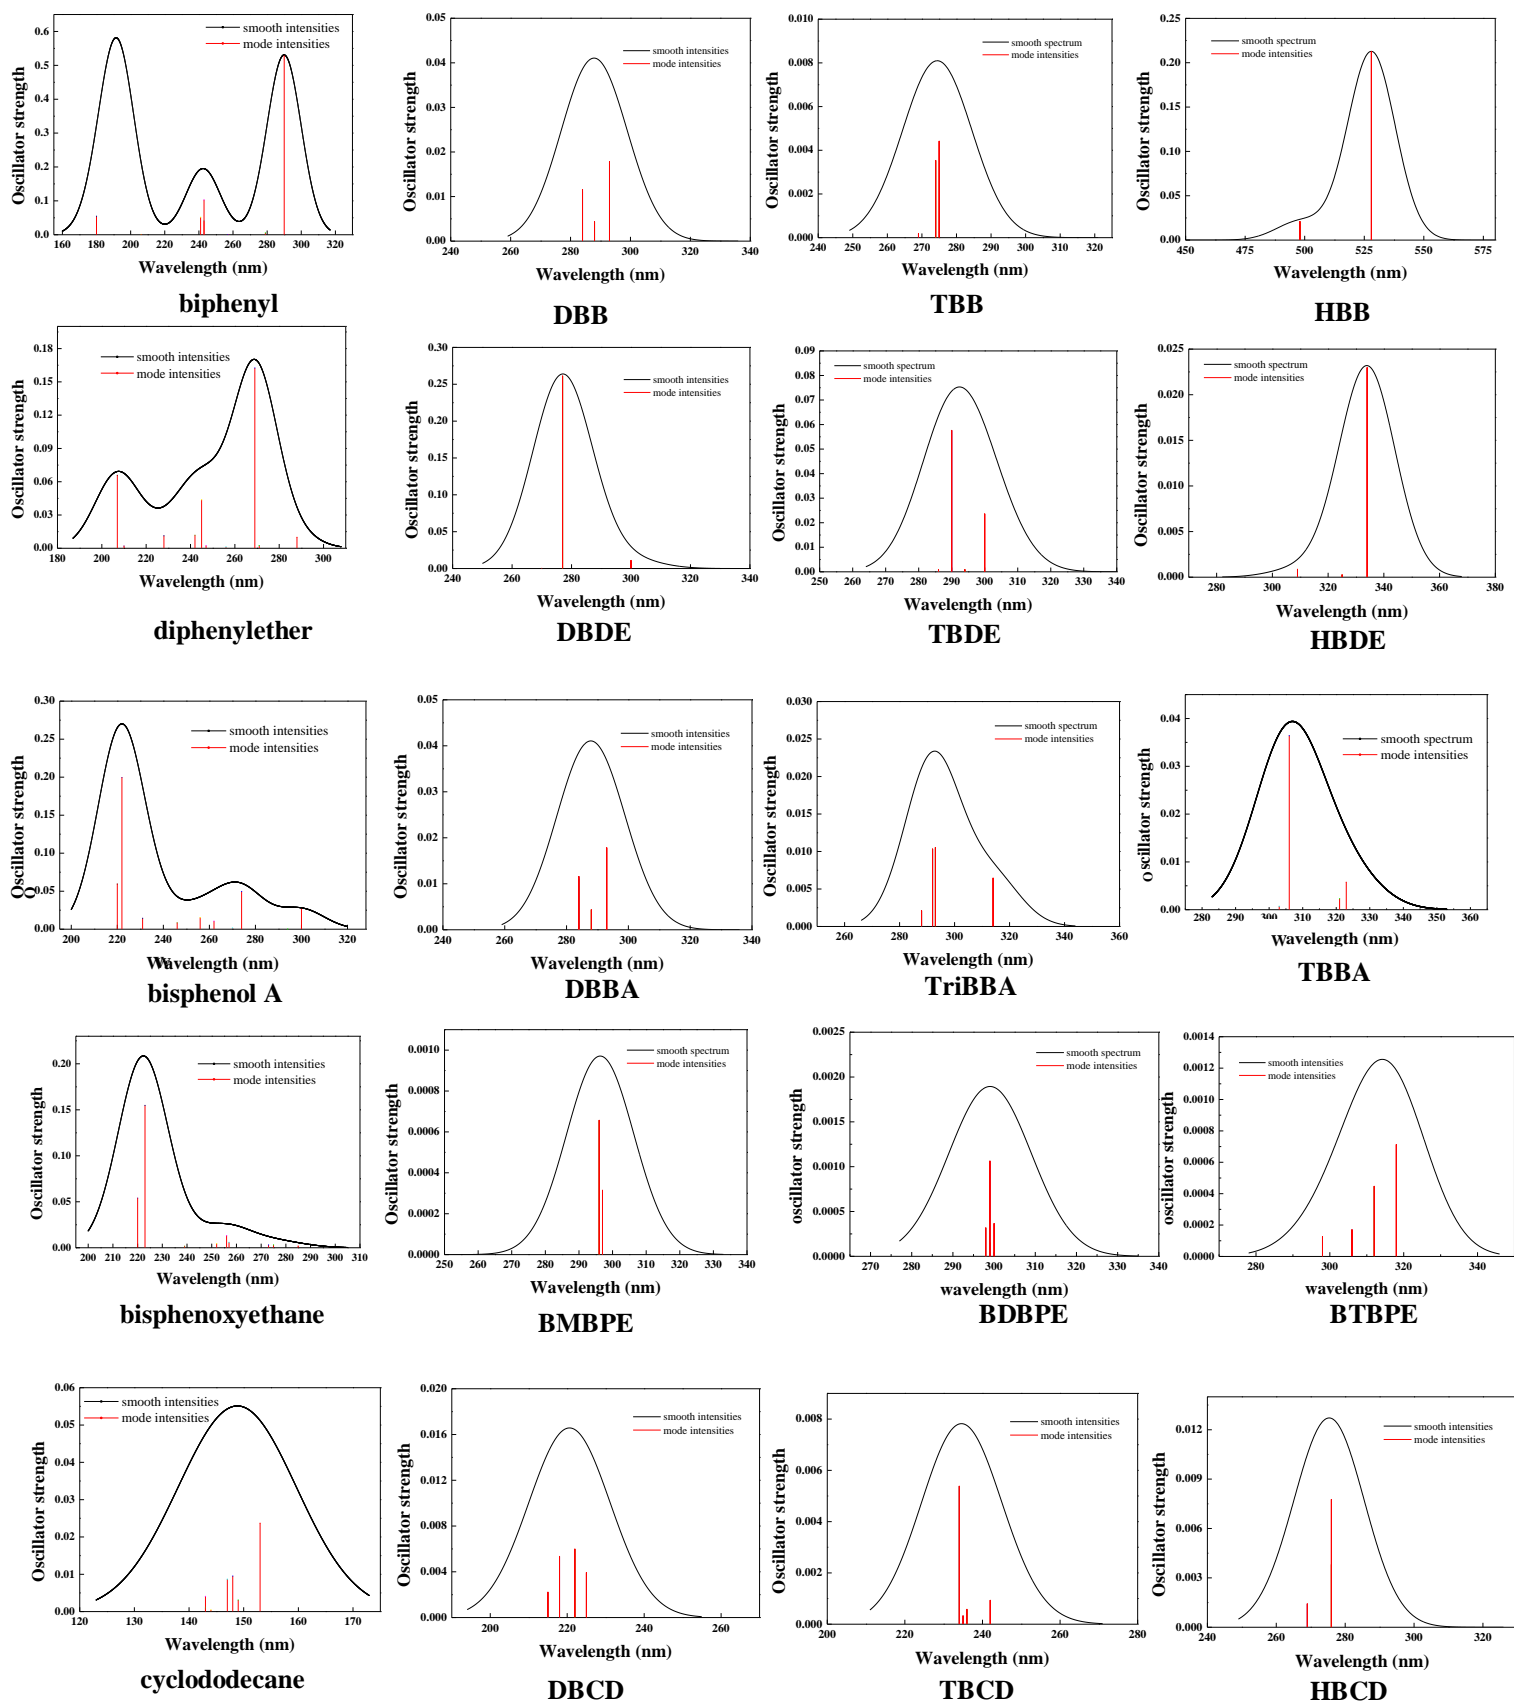 smooth intensities
mode intensities
Oscillator strength
0.6
0.5
0.4
0.3
0.2
0.1
0.0
160 180 200 220 240 260 280 300 320
Wavelength (nm)
biphenyl
smooth intensities
mode intensities
Oscillator strength
0.05
0.04
0.03
0.02
0.01
0.00
240 260 280 300 320 340
Wavelength (nm)
DBB
smooth spectrum
mode intensities
Oscillator strength
0.010
0.008
0.006
0.004
0.002
0.000
240 250 260 270 280 290 300 310 320
Wavelength (nm)
TBB
smooth spectrum
mode intensities
Oscillator strength
0.25
0.20
0.15
0.10
0.05
0.00
450 475 500 525 550 575
Wavelength (nm)
HBB
smooth intensities
mode intensities
Oscillator strength
0.18
0.15
0.12
0.09
0.06
0.03
0.00
180 200 220 240 260 280 300
Wavelength (nm)
diphenylether
smooth intensities
mode intensities
Oscillator strength
0.30
0.25
0.20
0.15
0.10
0.05
0.00
240 260 280 300 320 340
Wavelength (nm)
DBDE
smooth spectrum
mode intensities
Oscillator strength
0.09
0.08
0.07
0.06
0.05
0.04
0.03
0.02
0.01
0.00
250 260 270 280 290 300 310 320 330 340
Wavelength (nm)
TBDE
smooth spectrum
mode intensities
Oscillator strength
0.025
0.020
0.015
0.010
0.005
0.000
280 300 320 340 360 380
Wavelength (nm)
HBDE
smooth intensities
mode intensities
Oscillator strength
0.30
0.25
0.20
0.15
0.10
0.05
0.00
200 220 240 260 280 300 320
Wavelength (nm)
bisphenol A
smooth intensities
mode intensities
Oscillator strength
0.05
0.04
0.03
0.02
0.01
0.00
240 260 280 300 320 340
Wavelength (nm)
DBBA
smooth spectrum
mode intensities
Oscillator strength
0.030
0.025
0.020
0.015
0.010
0.005
0.000
260 280 300 320 340 360
Wavelength (nm)
TriBBA
smooth spectrum
mode intensities
Oscillator strength
0.04
0.03
0.02
0.01
0.00
280 290 300 310 320 330 340 350 360
Wavelength (nm)
TBBA
smooth intensities
mode intensities
Oscillator strength
0.20
0.15
0.10
0.05
0.00
200 210 220 230 240 250 260 270 280 290 300 310
Wavelength (nm)
bisphenoxyethane
smooth spectrum
mode intensities
Oscillator strength
0.0010
0.0008
0.0006
0.0004
0.0002
0.0000
250 260 270 280 290 300 310 320 330 340
Wavelength (nm)
BMBPE
smooth spectrum
mode intensities
oscillator strength
0.0025
0.0020
0.0015
0.0010
0.0005
0.0000
270 280 290 300 310 320 330 340
wavelength (nm)
BDBPE
smooth intensities
mode intensities
oscillator strength
0.0014
0.0012
0.0010
0.0008
0.0006
0.0004
0.0002
0.0000
280 300 320 340
wavelength (nm)
BTBPE
smooth intensities
mode intensities
Oscillator strength
0.06
0.05
0.04
0.03
0.02
0.01
0.00
120 130 140 150 160 170
Wavelength (nm)
cyclododecane
smooth intensities
mode intensities
Oscillator strength
0.020
0.016
0.012
0.008
0.004
0.000
200 220 240 260
Wavelength (nm)
DBCD
smooth intensities
mode intensities
Oscillator strength
0.008
0.006
0.004
0.002
0.000
200 220 240 260 280
Wavelength (nm)
TBCD
smooth intensities
mode intensities
Oscillator strength
0.012
0.009
0.006
0.003
0.000
240 260 280 300 320
Wavelength (nm)
HBCD